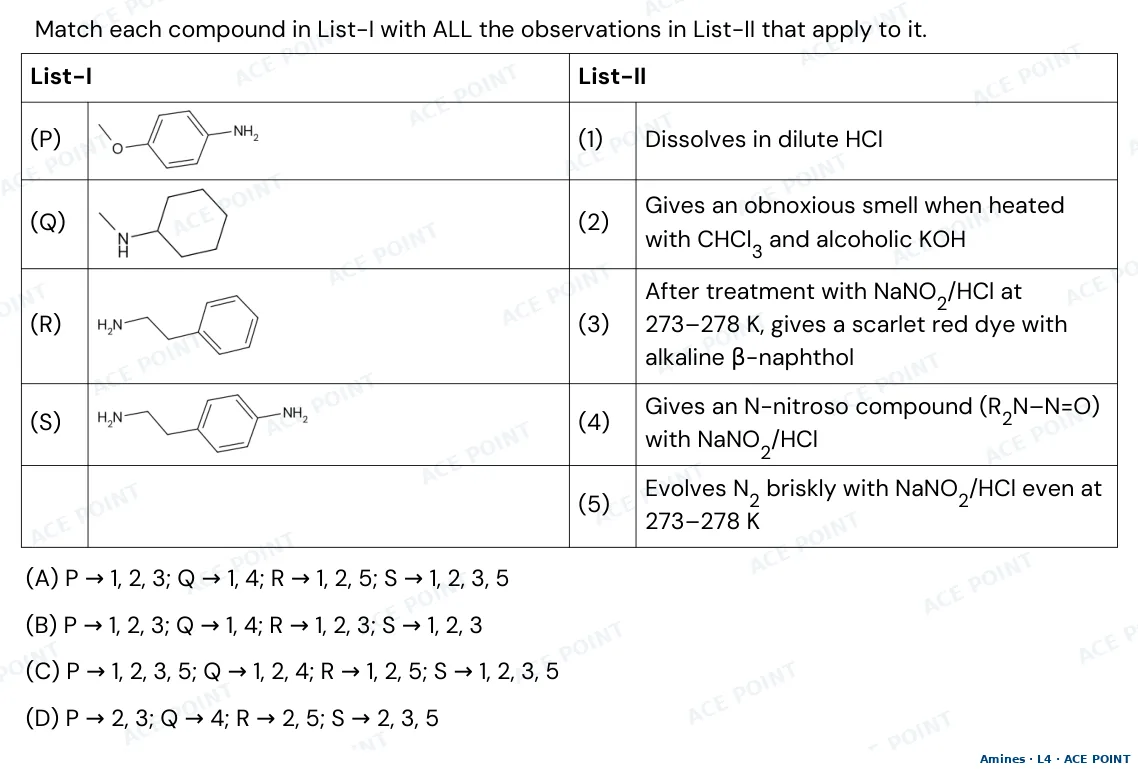 Match each compound in List-I with ALL the observations in List-II that apply to it.
List-I List-II
(P) O NH2 (1) Dissolves in dilute HCl
(Q) N H (2) Gives an obnoxious smell when heated
with CHCl3 and alcoholic KOH
(R) H2N (3) After treatment with NaNO2/HCl at
273–278 K, gives a scarlet red dye with
alkaline β-naphthol
(S) H2N NH2 (4) Gives an N-nitroso compound (R2N–N=O)
with NaNO2/HCl
(5) Evolves N2 briskly with NaNO2/HCl even at
273–278 K
(A) P → 1, 2, 3; Q → 1, 4; R → 1, 2, 5; S → 1, 2, 3, 5
(B) P → 1, 2, 3; Q → 1, 4; R → 1, 2, 3; S → 1, 2, 3
(C) P → 1, 2, 3, 5; Q → 1, 2, 4; R → 1, 2, 5; S → 1, 2, 3, 5
(D) P → 2, 3; Q → 4; R → 2, 5; S → 2, 3, 5
Amines · L4 · ACE POINT